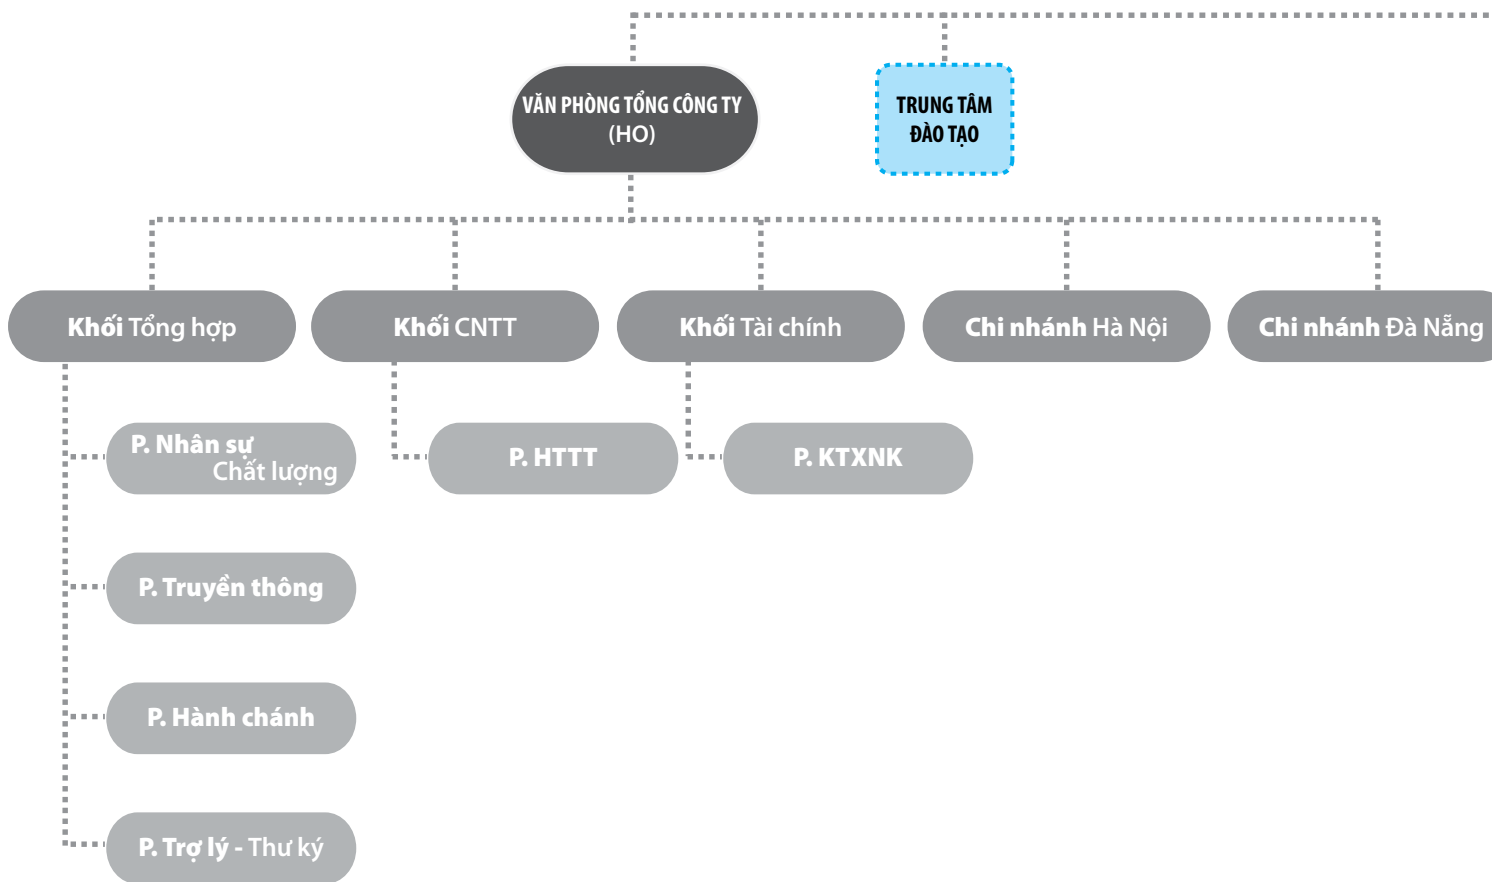 VĂN PHÒNG TỔNG CÔNG TY
(HO)
TRUNG TÂM
ĐÀO TẠO
Khối Tổng hợp
Khối CNTT
Khối Tài chính
Chi nhánh Hà Nội
Chi nhánh Đà Nẵng
P. Nhân sự
Chất lượng
P. HTTT
P. KTXNK
P. Truyền thông
P. Hành chánh
P. Trợ lý - Thư ký